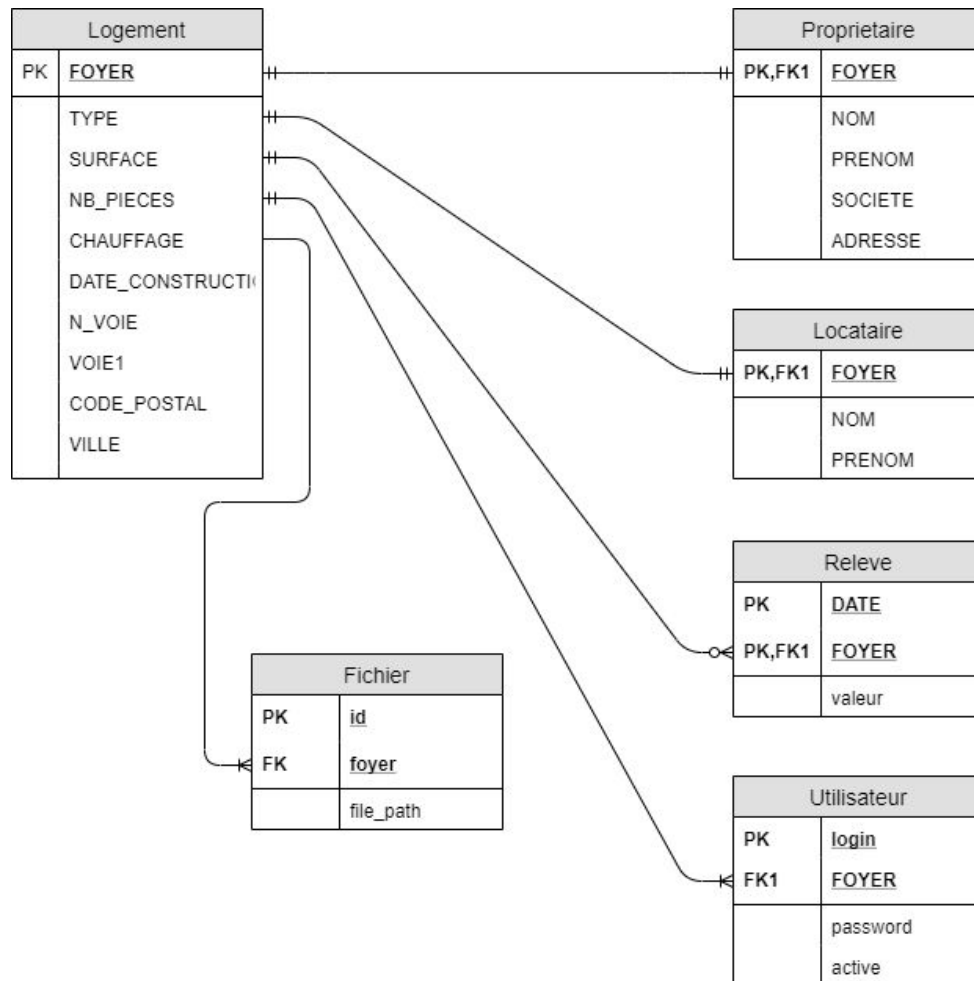 Logement
PK FOYER
TYPE
SURFACE
NB_PIECES
CHAUFFAGE
DATE_CONSTRUCTI
N_VOIE
VOIE1
CODE_POSTAL
VILLE
Proprietaire
PK,FK1 FOYER
NOM
PRENOM
SOCIETE
ADRESSE
Locataire
PK,FK1 FOYER
NOM
PRENOM
Releve
PK DATE
PK,FK1 FOYER
valeur
Fichier
PK id
FK foyer
file_path
Utilisateur
PK login
FK1 FOYER
password
active